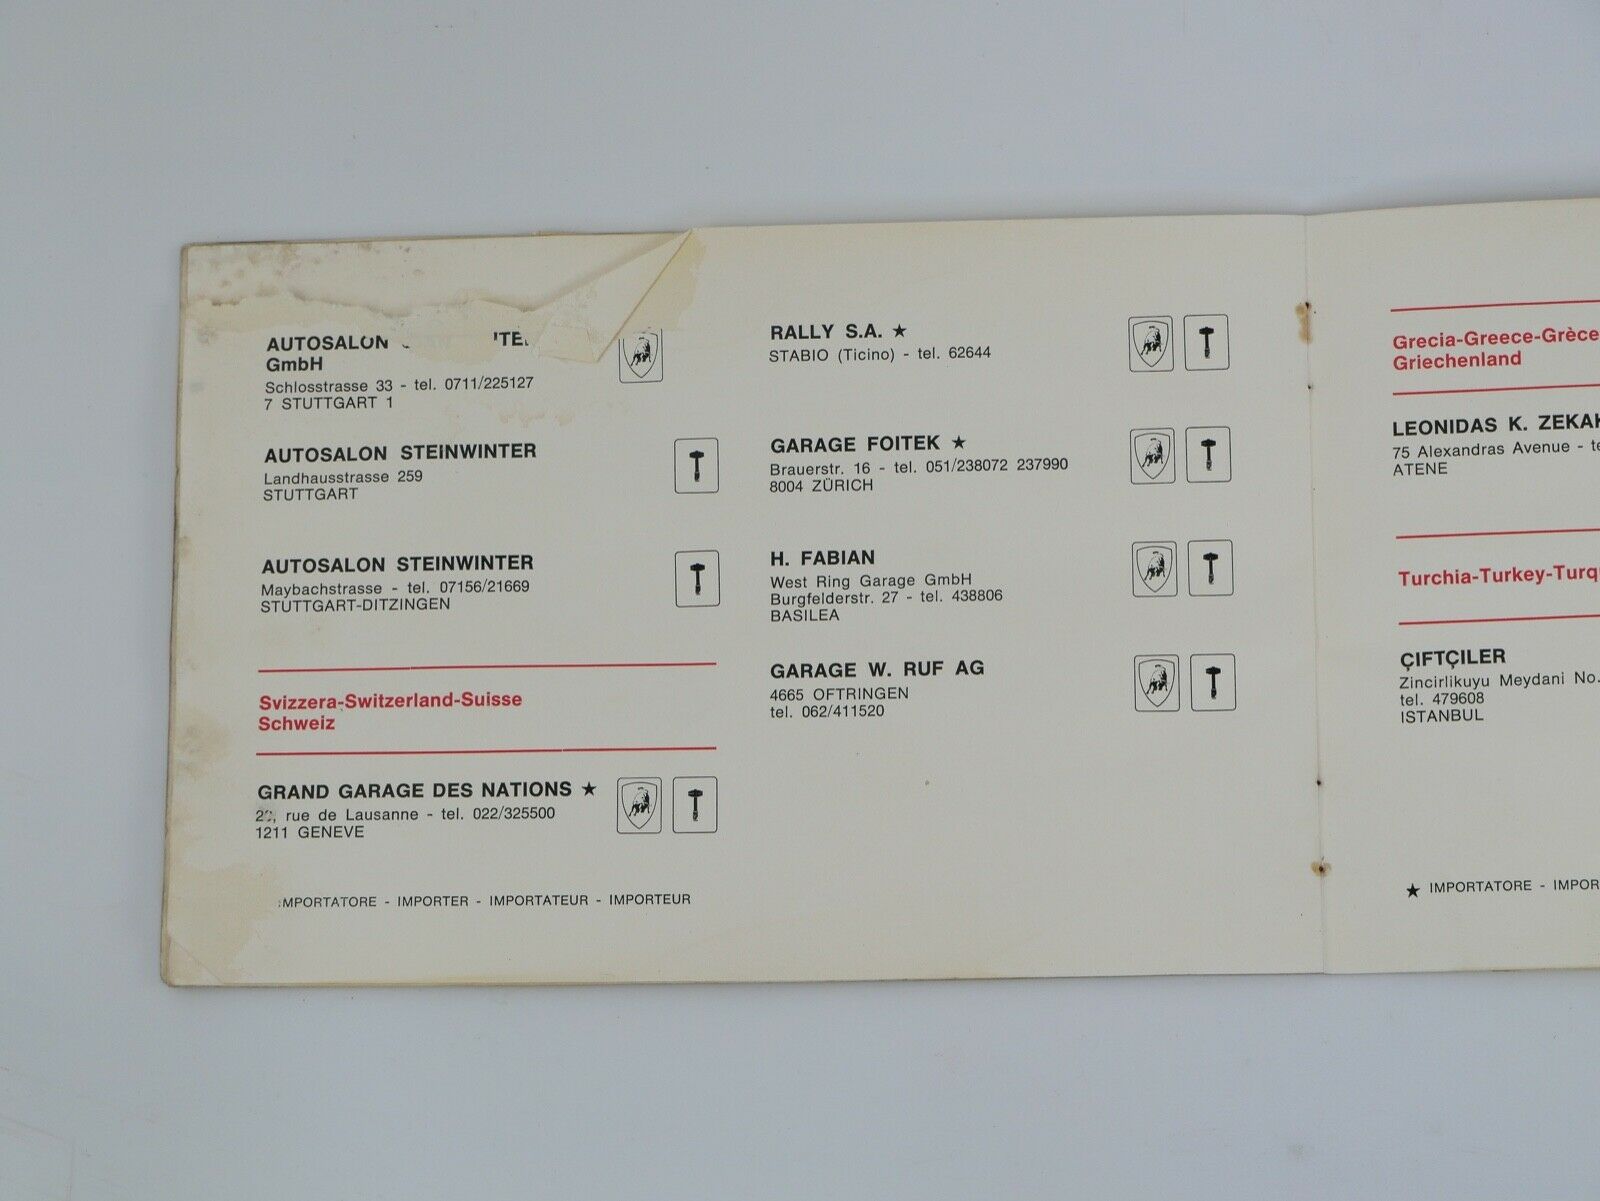 AUTOSALON
GmbH
Schlosstrasse 33 - tel. 0711/225127
7 STUTTGART 1
AUTOSALON STEINWINTER
Landhausstrasse 259
STUTTGART
AUTOSALON STEINWINTER
Maybachstrasse - tel. 07156/21669
STUTTGART-DITZINGEN
Svizzera-Switzerland-Suisse
Schweiz
GRAND GARAGE DES NATIONS ★
rue de Lausanne - tel. 022/325500
1211 GENEVE
IMPORTATORE - IMPORTER - IMPORTATEUR - IMPORTEUR
RALLY S.A. ★
STABIO (Ticino) - tel. 62644
GARAGE FOITEK ★
Brauerstr. 16 - tel. 051/238072 237990
8004 ZÜRICH
H. FABIAN
West Ring Garage GmbH
Burgfelderstr. 27 - tel. 438806
BASILEA
GARAGE W. RUF AG
4665 OFTRINGEN
tel. 062/411520
Grecia-Greece-Grèce
Griechenland
LEONIDAS K.
75 Alexandras Avenue -
ATENE
Turchia-Turkey-
ÇIFTÇILER
Zincirlikuyu Meydani No.
tel. 479608
ISTANBUL
★ IMPORTATORE -